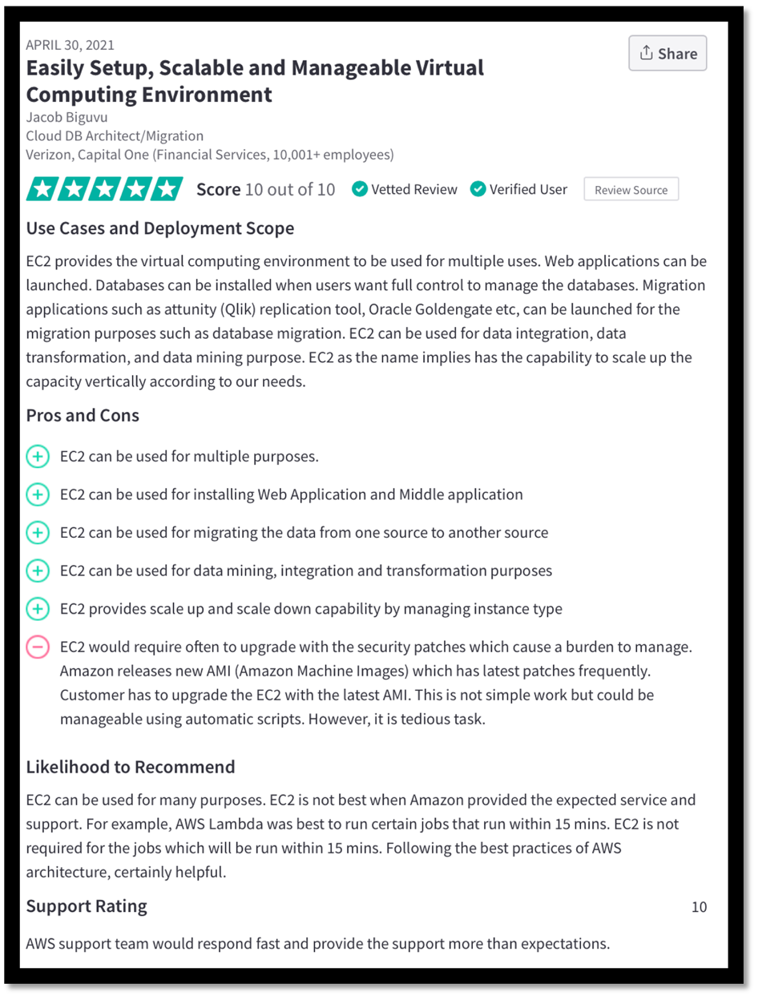 APRIL 30, 2021
Share
Easily Setup, Scalable and Manageable Virtual
Computing Environment
Jacob Biguvu
Cloud DB Architect/Migration
Verizon, Capital One (Financial Services, 10,001+ employees)
Score 10 out of 10 Vetted Review Verified User Review Source
Use Cases and Deployment Scope
EC2 provides the virtual computing environment to be used for multiple uses. Web applications can be
launched. Databases can be installed when users want full control to manage the databases. Migration
applications such as attunity (Qlik) replication tool, Oracle Goldengate etc, can be launched for the
migration purposes such as database migration. EC2 can be used for data integration, data
transformation, and data mining purpose. EC2 as the name implies has the capability to scale up the
capacity vertically according to our needs.
Pros and Cons
EC2 can be used for multiple purposes.
EC2 can be used for installing Web Application and Middle application
EC2 can be used for migrating the data from one source to another source
EC2 can be used for data mining, integration and transformation purposes
EC2 provides scale up and scale down capability by managing instance type
EC2 would require often to upgrade with the security patches which cause a burden to manage.
Amazon releases new AMI (Amazon Machine Images) which has latest patches frequently.
Customer has to upgrade the EC2 with the latest AMI. This is not simple work but could be
manageable using automatic scripts. However, it is tedious task.
Likelihood to Recommend
EC2 can be used for many purposes. EC2 is not best when Amazon provided the expected service and
support. For example, AWS Lambda was best to run certain jobs that run within 15 mins. EC2 is not
required for the jobs which will be run within 15 mins. Following the best practices of AWS
architecture, certainly helpful.
Support Rating 10
AWS support team would respond fast and provide the support more than expectations.